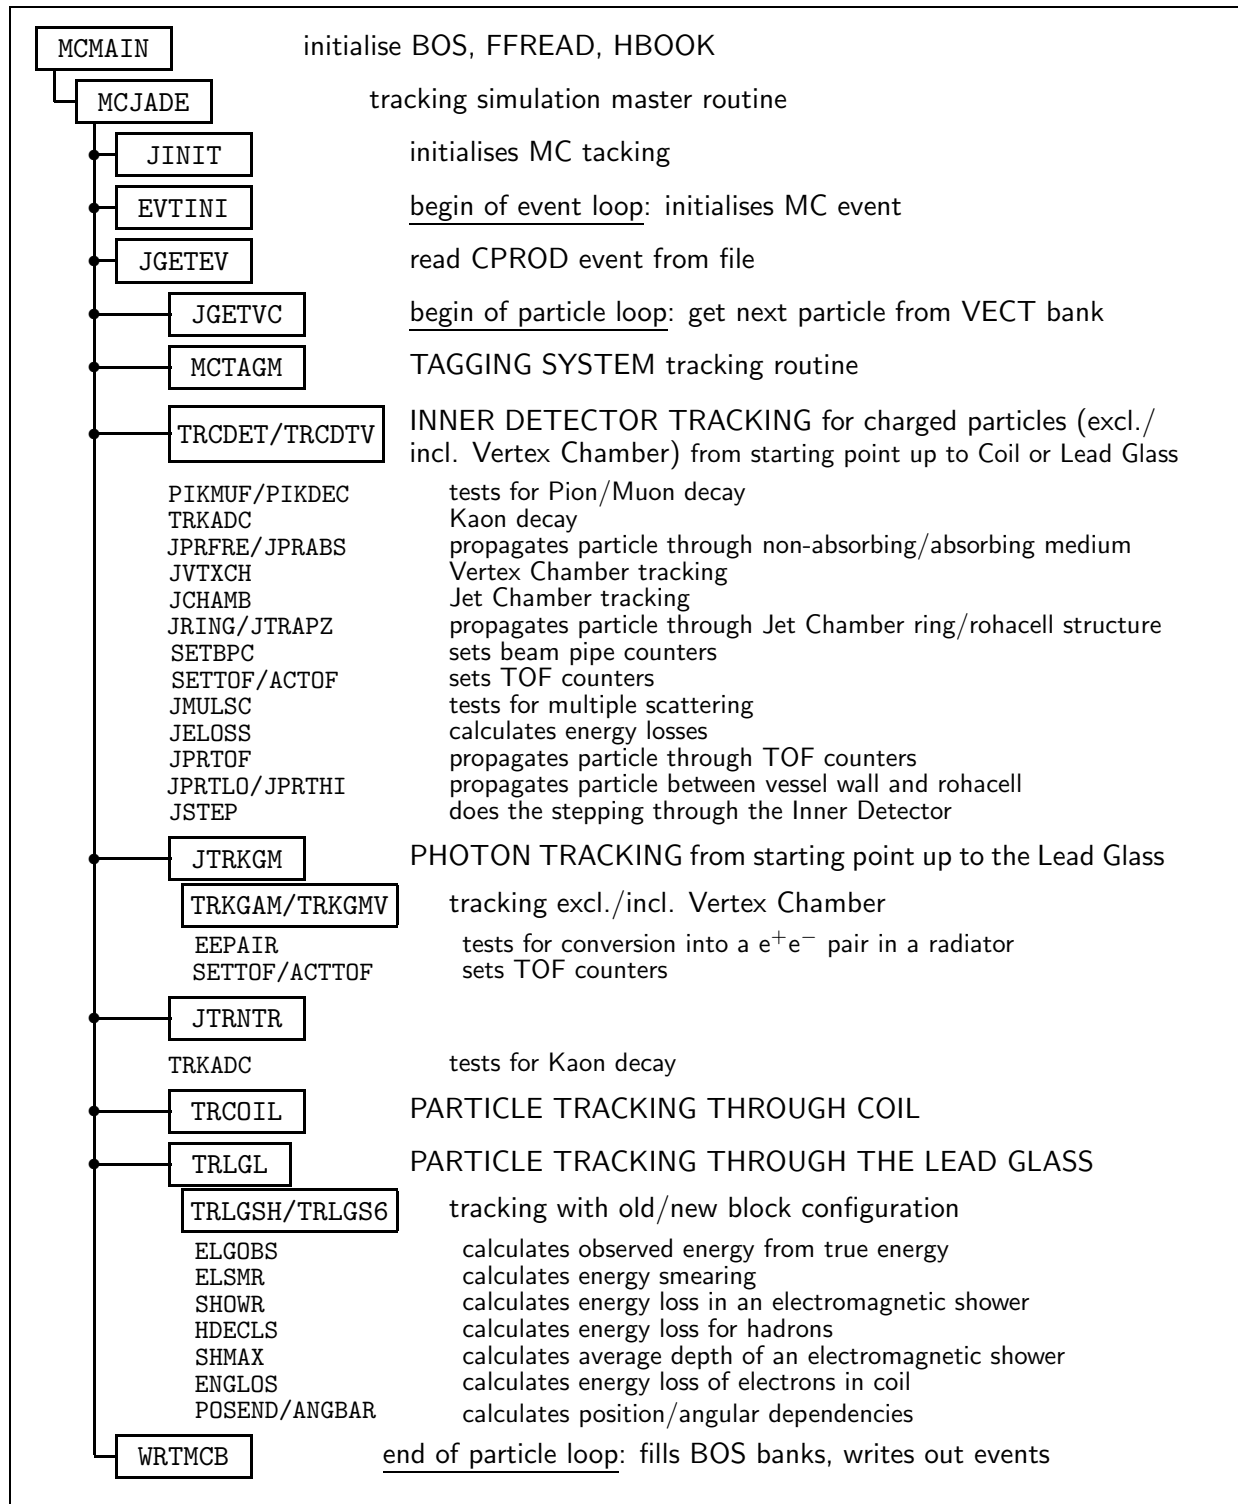 MCMAIN initialise BOS, FFREAD, HBOOK
MCJADE tracking simulation master routine
JINIT initialises MC tacking
EVTINI begin of event loop: initialises MC event
JGETEV read CPROD event from file
JGETVC begin of particle loop: get next particle from VECT bank
MCTAGM TAGGING SYSTEM tracking routine
TRCDET/TRCDTV INNER DETECTOR TRACKING for charged particles (excl./
incl. Vertex Chamber) from starting point up to Coil or Lead Glass
PIKMUF/PIKDEC tests for Pion/Muon decay
TRKADC Kaon decay
JPRFRE/JPRABS propagates particle through non-absorbing/absorbing medium
JVTXCH Vertex Chamber tracking
JCHAMB Jet Chamber tracking
JRING/JTRAPZ propagates particle through Jet Chamber ring/rohacell structure
SETBPC sets beam pipe counters
SETTOF/ACTOF sets TOF counters
JMULSC tests for multiple scattering
JELOSS calculates energy losses
JPRTOF propagates particle through TOF counters
JPRTLO/JPRTHI propagates particle between vessel wall and rohacell
JSTEP does the stepping through the Inner Detector
JTRKGM PHOTON TRACKING from starting point up to the Lead Glass
TRKGAM/TRKGMV tracking excl./incl. Vertex Chamber
EEPAIR tests for conversion into a e⁺e⁻ pair in a radiator
SETTOF/ACTTOF sets TOF counters
JTRNTR
TRKADC tests for Kaon decay
TRCOIL PARTICLE TRACKING THROUGH COIL
TRLGL PARTICLE TRACKING THROUGH THE LEAD GLASS
TRLGSH/TRLGS6 tracking with old/new block configuration
ELGOBS calculates observed energy from true energy
ELSMR calculates energy smearing
SHOWR calculates energy loss in an electromagnetic shower
HDECLS calculates energy loss for hadrons
SHMAX calculates average depth of an electromagnetic shower
ENGLOS calculates energy loss of electrons in coil
POSEND/ANGBAR calculates position/angular dependencies
WRTMCB end of particle loop: fills BOS banks, writes out events